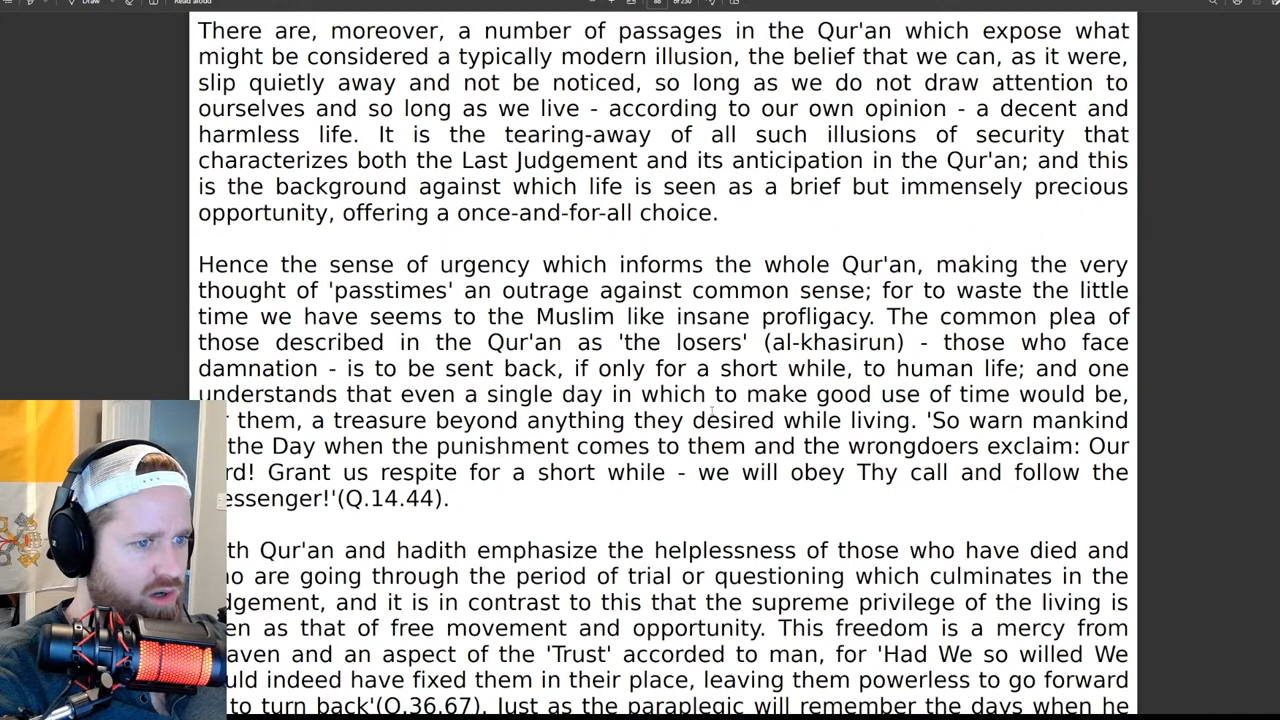 Draw
Read aloud
88 of 230
There are, moreover, a number of passages in the Qur'an which expose what
might be considered a typically modern illusion, the belief that we can, as it were,
slip quietly away and not be noticed, so long as we do not draw attention to
ourselves and so long as we live - according to our own opinion - a decent and
harmless life. It is the tearing-away of all such illusions of security that
characterizes both the Last Judgement and its anticipation in the Qur'an; and this
is the background against which life is seen as a brief but immensely precious
opportunity, offering a once-and-for-all choice.
Hence the sense of urgency which informs the whole Qur'an, making the very
thought of 'passtimes' an outrage against common sense; for to waste the little
time we have seems to the Muslim like insane profligacy. The common plea of
those described in the Qur'an as 'the losers' (al-khasirun) - those who face
damnation - is to be sent back, if only for a short while, to human life; and one
understands that even a single day in which to make good use of time would be,
them, a treasure beyond anything they desired while living. 'So warn mankind
the Day when the punishment comes to them and the wrongdoers exclaim: Our
rd! Grant us respite for a short while - we will obey Thy call and follow the
essenger!'(Q.14.44).
th Qur'an and hadith emphasize the helplessness of those who have died and
o are going through the period of trial or questioning which culminates in the
dgement, and it is in contrast to this that the supreme privilege of the living is
en as that of free movement and opportunity. This freedom is a mercy from
aven and an aspect of the 'Trust' accorded to man, for 'Had We so willed We
uld indeed have fixed them in their place, leaving them powerless to go forward
to turn back'(Q.36.67). Just as the paraplegic will remember the days when he